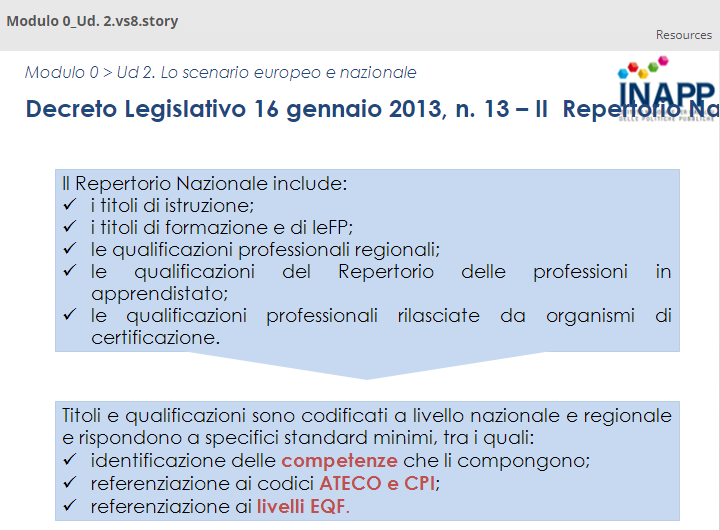 Modulo 0_Ud. 2.vs8.story
Resources
Modulo 0 > Ud 2. Lo scenario europeo e nazionale
INAPP
Decreto Legislativo 16 gennaio 2013, n. 13 – Il Repertorio Na
DELLE POLITICHE PUBBLICHE
Il Repertorio Nazionale include:
✓ i titoli di istruzione;
✓ i titoli di formazione e di IeFP;
✓ le qualificazioni professionali regionali;
✓ le qualificazioni del Repertorio delle professioni in
apprendistato;
✓ le qualificazioni professionali rilasciate da organismi di
certificazione.
Titoli e qualificazioni sono codificati a livello nazionale e regionale
e rispondono a specifici standard minimi, tra i quali:
✓ identificazione delle competenze che li compongono;
✓ referenziazione ai codici ATECO e CPI;
✓ referenziazione ai livelli EQF.